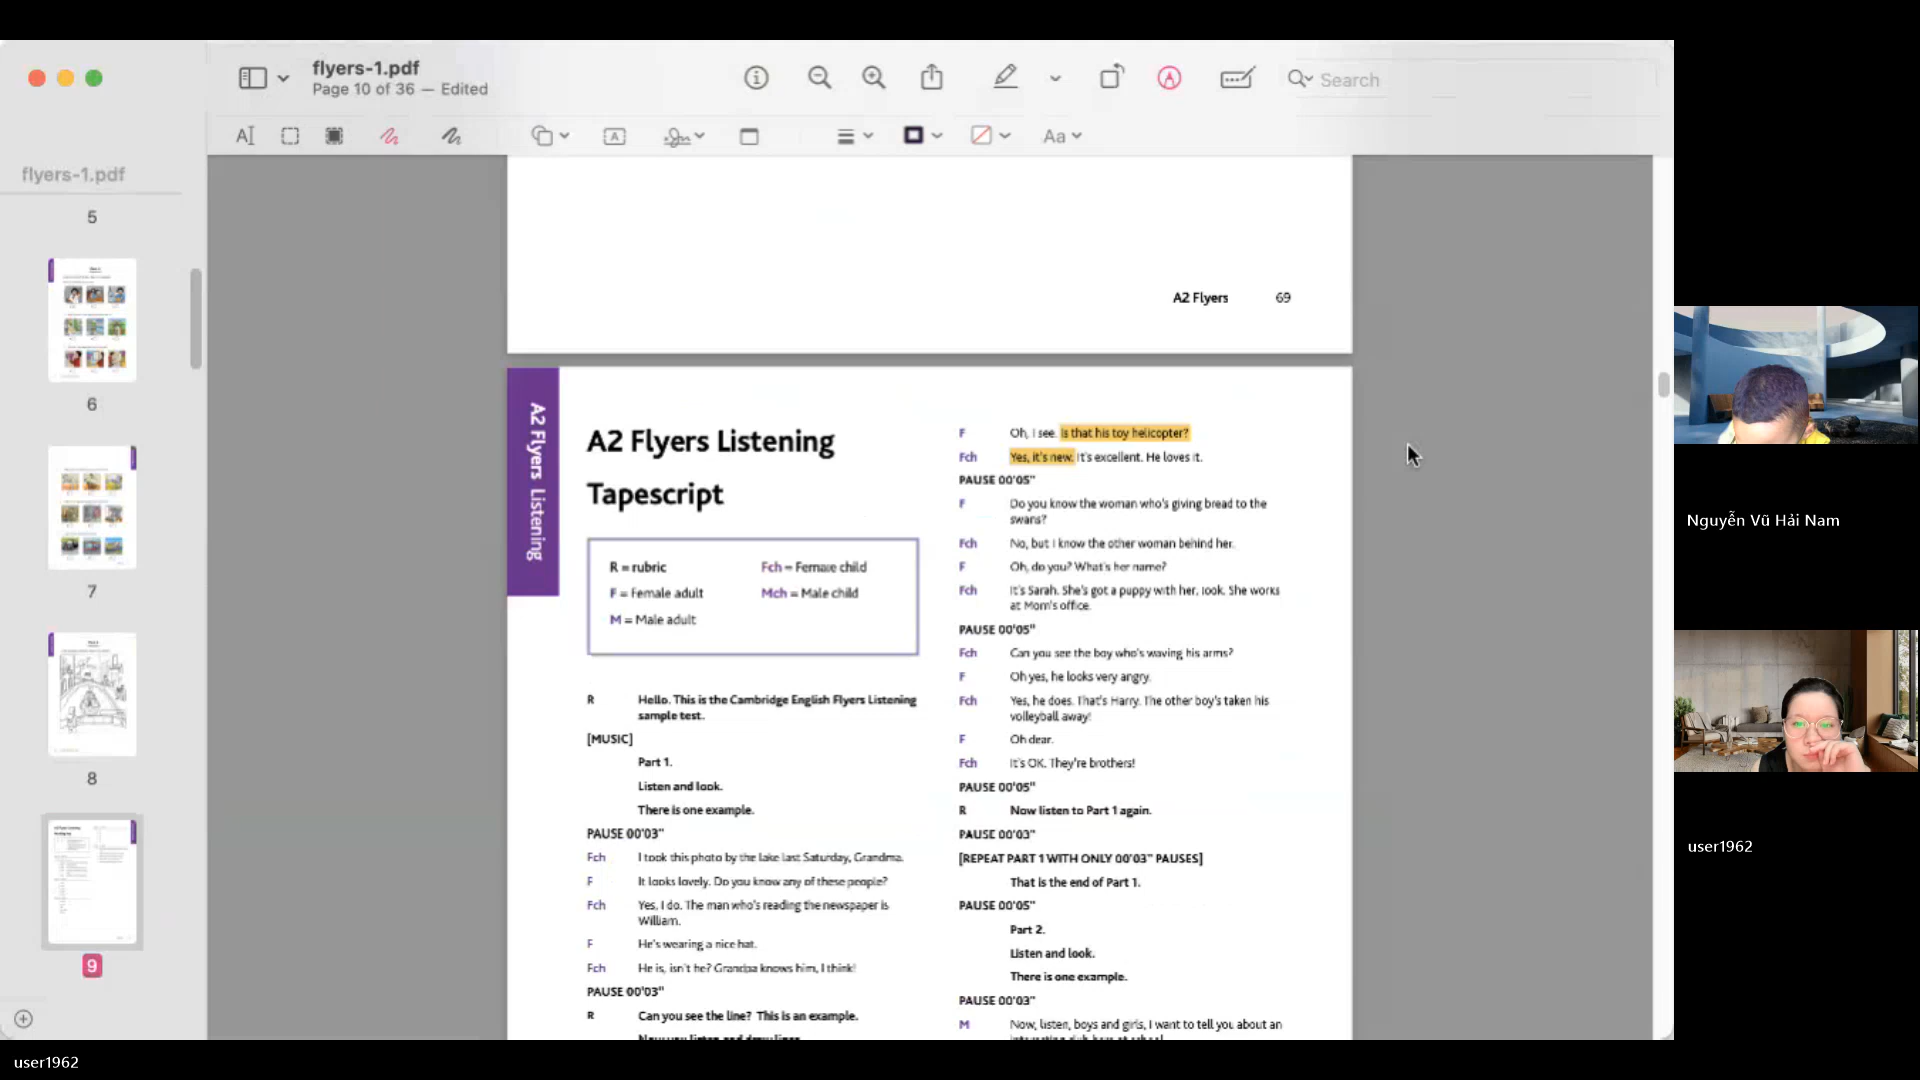 flyers-1.pdf
Page 10 of 36 — Edited
Search
Aa
flyers-1.pdf
5
6
7
8
9
A2 Flyers
69
A2 Flyers Listening
A2 Flyers Listening
Tapescript
R = rubric
Fch = Female child
F = Female adult
Mch = Male child
M = Male adult
R Hello. This is the Cambridge English Flyers Listening
sample test.
[MUSIC]
Part 1.
Listen and look.
There is one example.
PAUSE 00'03"
Fch I took this photo by the lake last Saturday, Grandma.
F It looks lovely. Do you know any of these people?
Fch Yes, I do. The man who's reading the newspaper is
William.
F He's wearing a nice hat.
Fch He is, isn't he? Grandpa knows him, I think!
PAUSE 00'03"
R Can you see the line? This is an example.
Now you listen and draw lines.
F Oh, I see. Is that his toy helicopter?
Fch Yes, it's new. It's excellent. He loves it.
PAUSE 00'05"
F Do you know the woman who's giving bread to the
swans?
Fch No, but I know the other woman behind her.
F Oh, do you? What's her name?
Fch It's Sarah. She's got a puppy with her, look. She works
at Mom's office.
PAUSE 00'05"
Fch Can you see the boy who's waving his arms?
F Oh yes, he looks very angry.
Fch Yes, he does. That's Harry. The other boy's taken his
volleyball away!
F Oh dear.
Fch It's OK. They're brothers!
PAUSE 00'05"
R Now listen to Part 1 again.
PAUSE 00'03"
[REPEAT PART 1 WITH ONLY 00'03" PAUSES]
That is the end of Part 1.
PAUSE 00'05"
Part 2.
Listen and look.
There is one example.
PAUSE 00'03"
M Now, listen, boys and girls, I want to tell you about an
Nguyễn Vũ Hải Nam
user1962
user1962